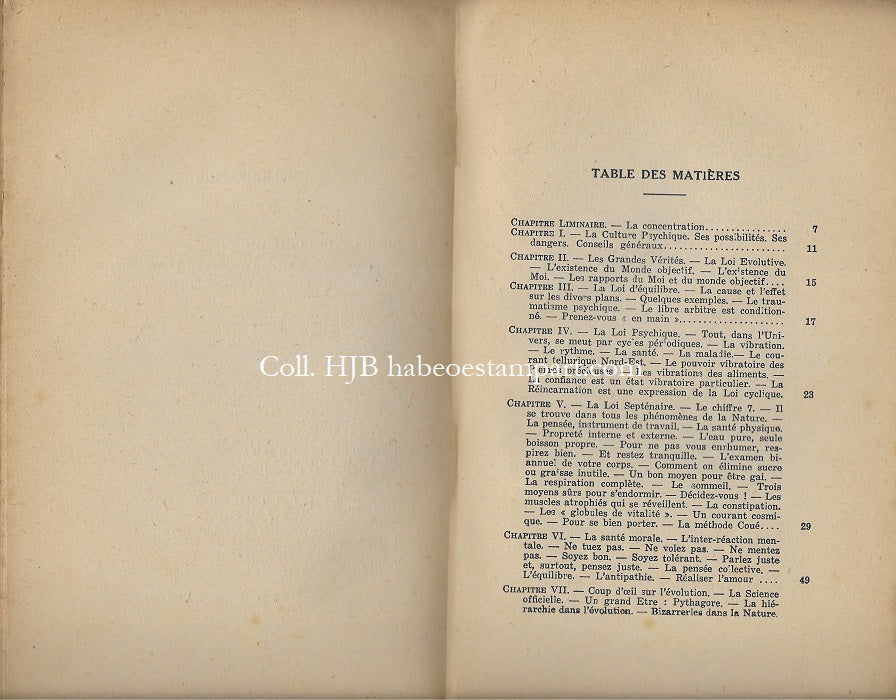 TABLE DES MATIÈRES
CHAPITRE LIMINAIRE. — La concentration............... 7
CHAPITRE I. — La Culture Psychique. Ses possibilités. Ses
dangers. Conseils généraux....................... 11
CHAPITRE II. — Les Grandes Vérités. — La Loi Evolutive.
— L'existence du Monde objectif. — L'existence du
Moi. — Les rapports du Moi et du monde objectif.... 15
CHAPITRE III. — La Loi d'équilibre. — La cause et l'effet
sur les divers plans. — Quelques exemples. — Le trau-
matisme psychique. — Le libre arbitre est condition-
né. — Prenez-vous « en main »................... 17
CHAPITRE IV. — La Loi Psychique. — Tout, dans l'Uni-
vers, se meut par cycles périodiques. — La vibration.
— Le rythme. — La santé. — La maladie. — Le cou-
rant tellurique Nord-Est. — Le pouvoir vibratoire des
Coll. HJB habeoestampart.com
vibrations des aliments. —
La confiance est un état vibratoire particulier. — La
Réincarnation est une expression de la Loi cyclique. 23
CHAPITRE V. — La Loi Septénaire. — Le chiffre 7. — Il
se trouve dans tous les phénomènes de la Nature. —
La pensée, instrument de travail. — La santé physique.
— Propreté interne et externe. — L'eau pure, seule
boisson propre. — Pour ne pas vous enrhumer, res-
pirez bien. — Et restez tranquille. — L'examen bi-
annuel de votre corps. — Comment on élimine sucre
ou graisse inutile. — Un bon moyen pour être gai. —
La respiration complète. — Le sommeil. — Trois
moyens sûrs pour s'endormir. — Décidez-vous ! — Les
muscles atrophiés qui se réveillent. — La constipation.
— Les « globules de vitalité ». — Un courant cosmi-
que. — Pour se bien porter. — La méthode Coué.... 29
CHAPITRE VI. — La santé morale. — L'inter-réaction men-
tale. — Ne tuez pas. — Ne volez pas. — Ne mentez
pas. — Soyez bon. — Soyez tolérant. — Parlez juste
et, surtout, pensez juste. — La pensée collective. —
L'équilibre. — L'antipathie. — Réaliser l'amour .... 49
CHAPITRE VII. — Coup d'œil sur l'évolution. — La Science
officielle. — Un grand Etre : Pythagore. — La hié-
rarchie dans l'évolution. — Bizarreries dans la Nature.